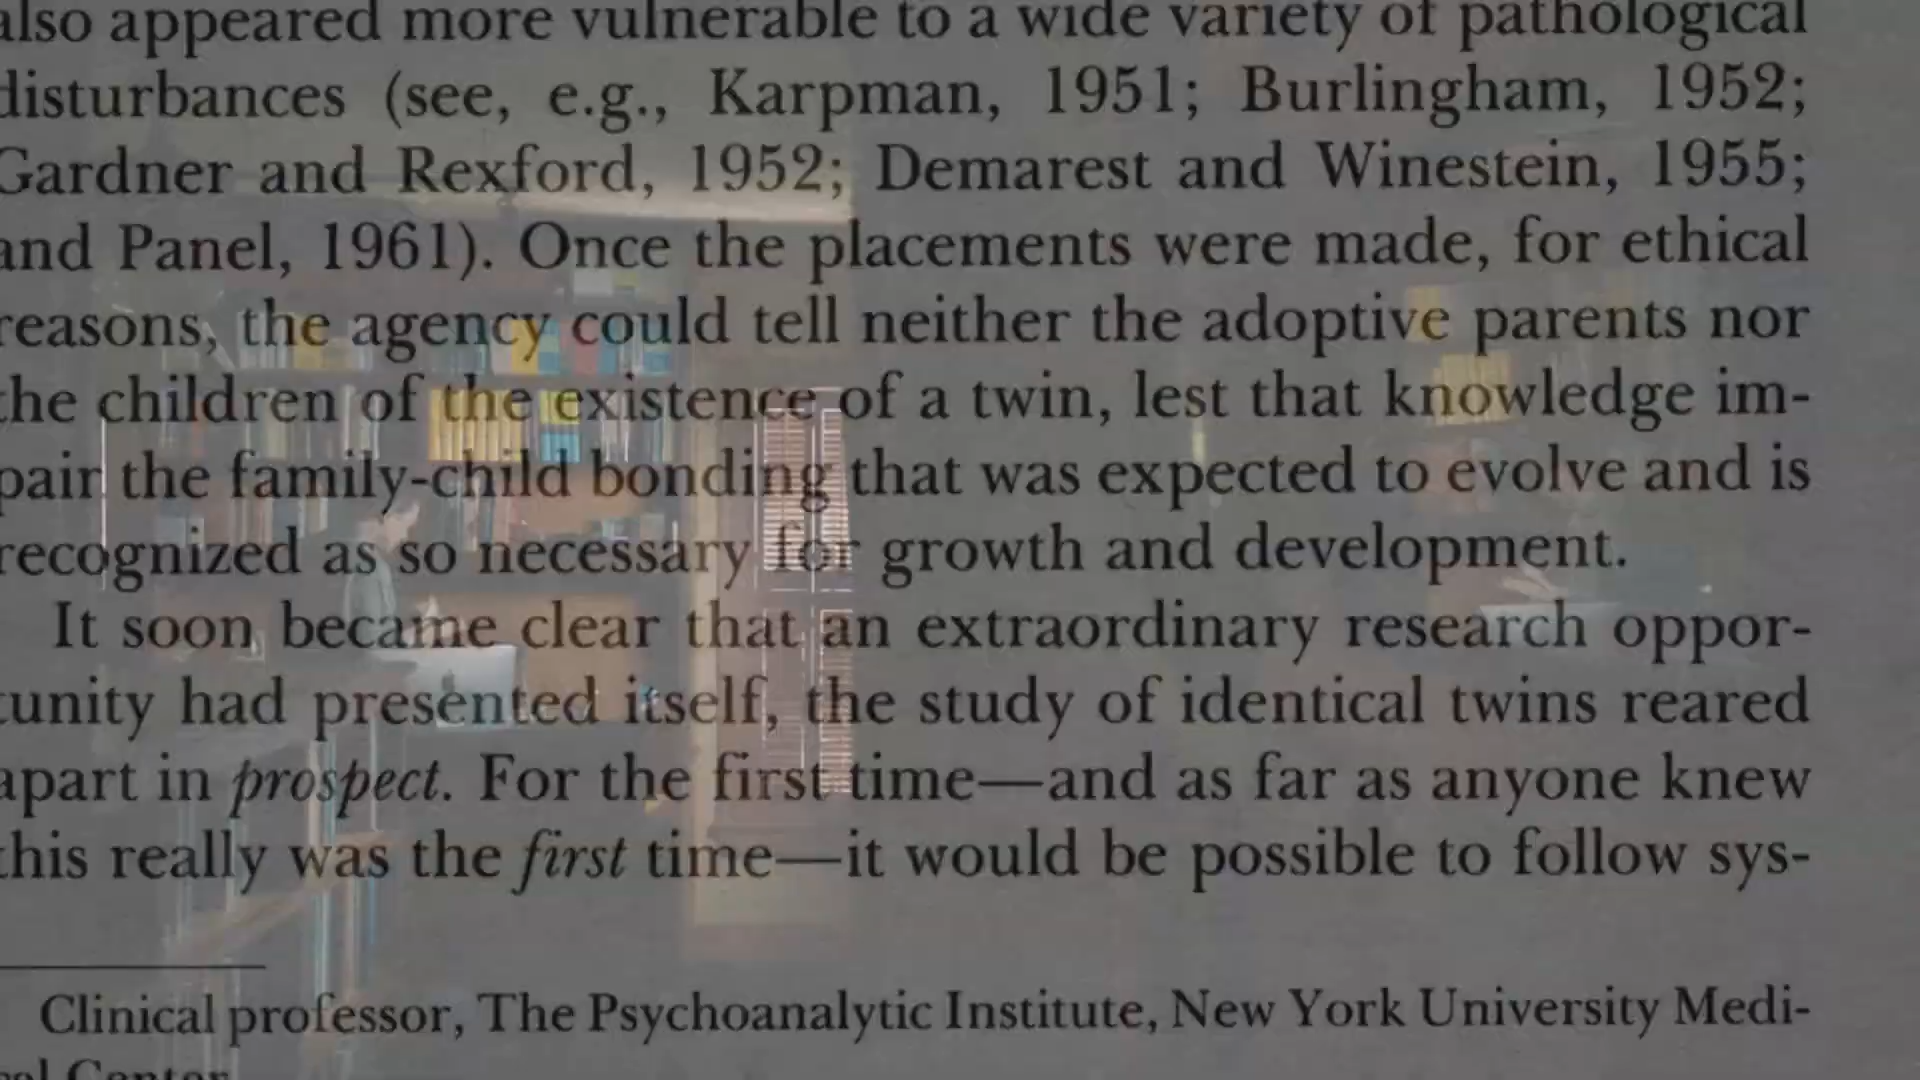 also appeared more vulnerable to a wide variety of pathological
disturbances (see, e.g., Karpman, 1951; Burlingham, 1952;
Gardner and Rexford, 1952; Demarest and Winestein, 1955;
and Panel, 1961). Once the placements were made, for ethical
reasons, the agency could tell neither the adoptive parents nor
the children of the existence of a twin, lest that knowledge im-
pair the family-child bonding that was expected to evolve and is
recognized as so necessary for growth and development.
It soon became clear that an extraordinary research oppor-
tunity had presented itself, the study of identical twins reared
apart in prospect. For the first time—and as far as anyone knew
this really was the first time—it would be possible to follow sys-
Clinical professor, The Psychoanalytic Institute, New York University Medi-
cal Center